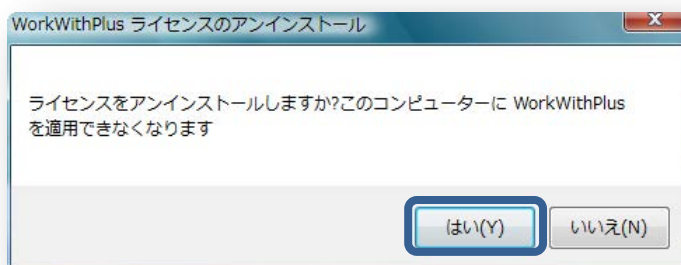 WorkWithPlus ライセンスのアンインストール
ライセンスをアンインストールしますか?このコンピューターに WorkWithPlus
を適用できなくなります
はい(Y)
いいえ(N)